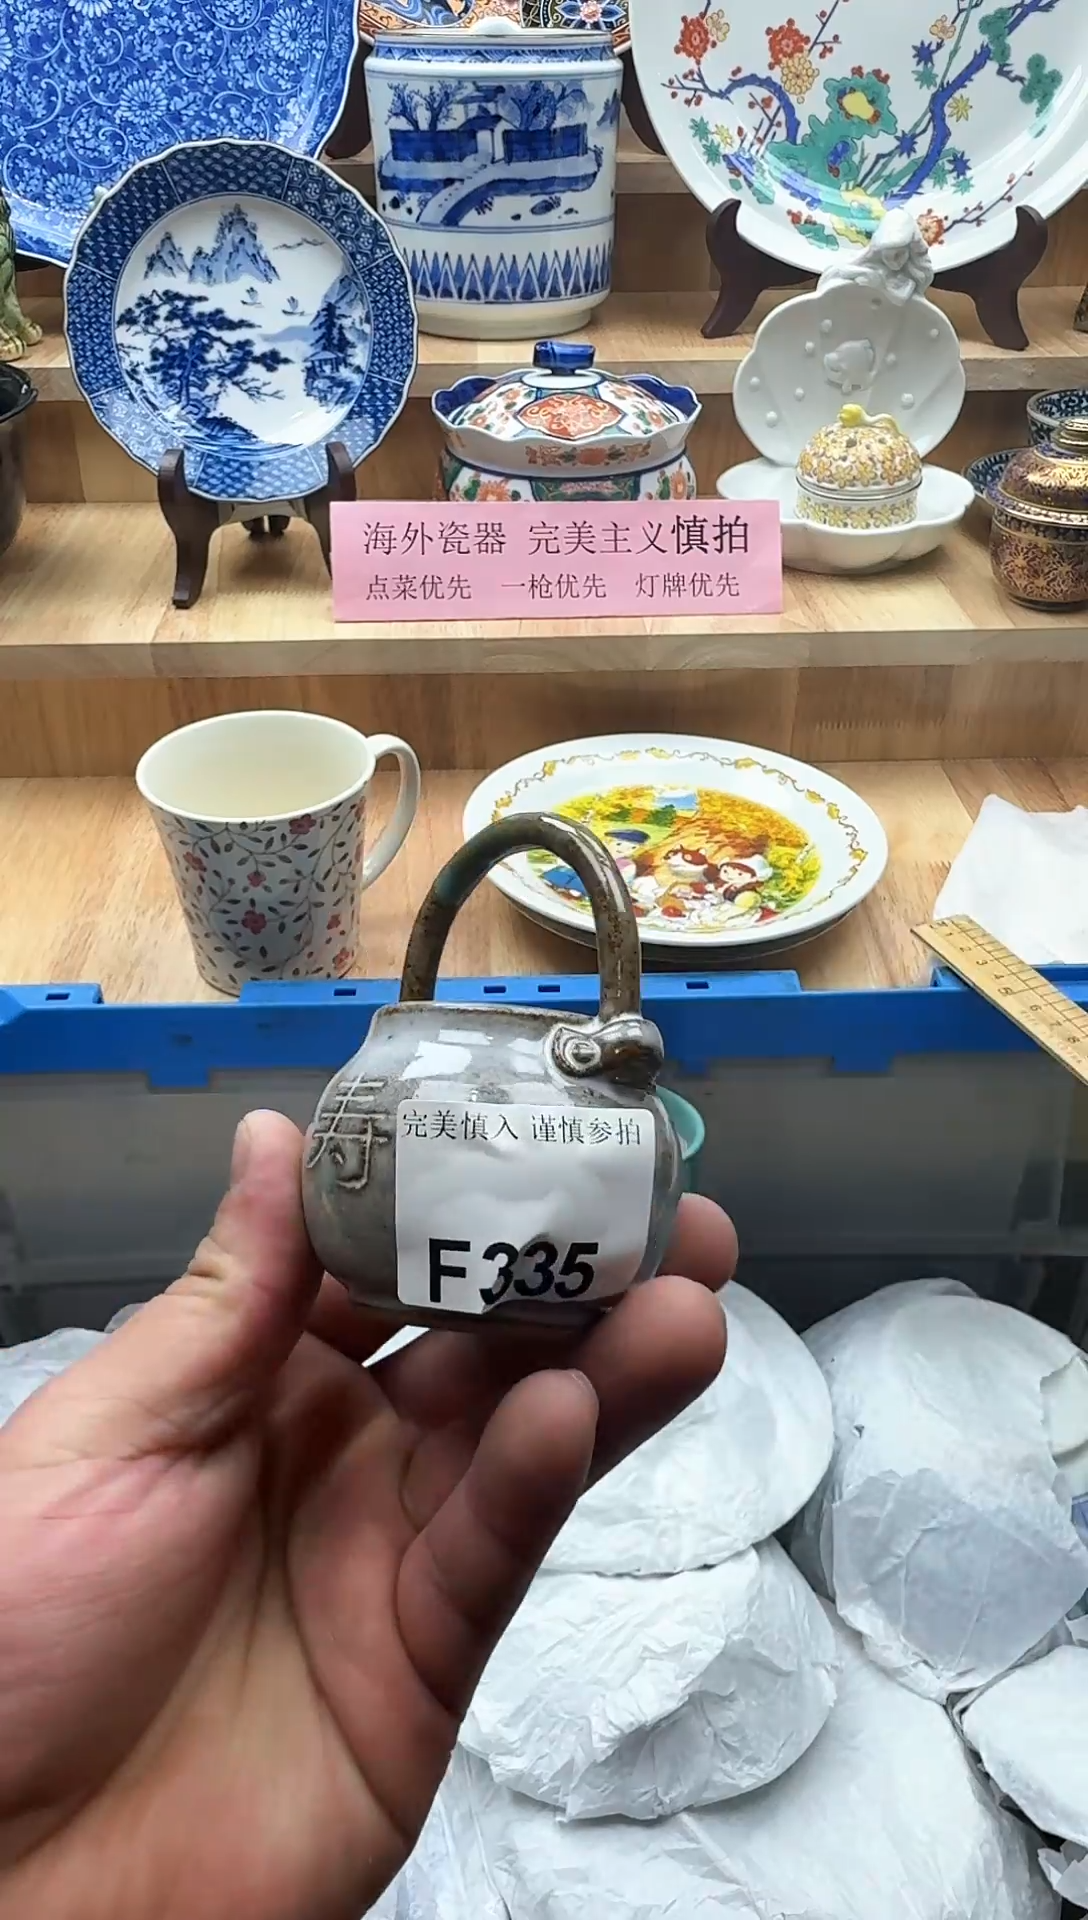 海外瓷器 完美主义慎拍
点菜优先 一枪优先 灯牌优先
寿
完美慎入 谨慎参拍
F335